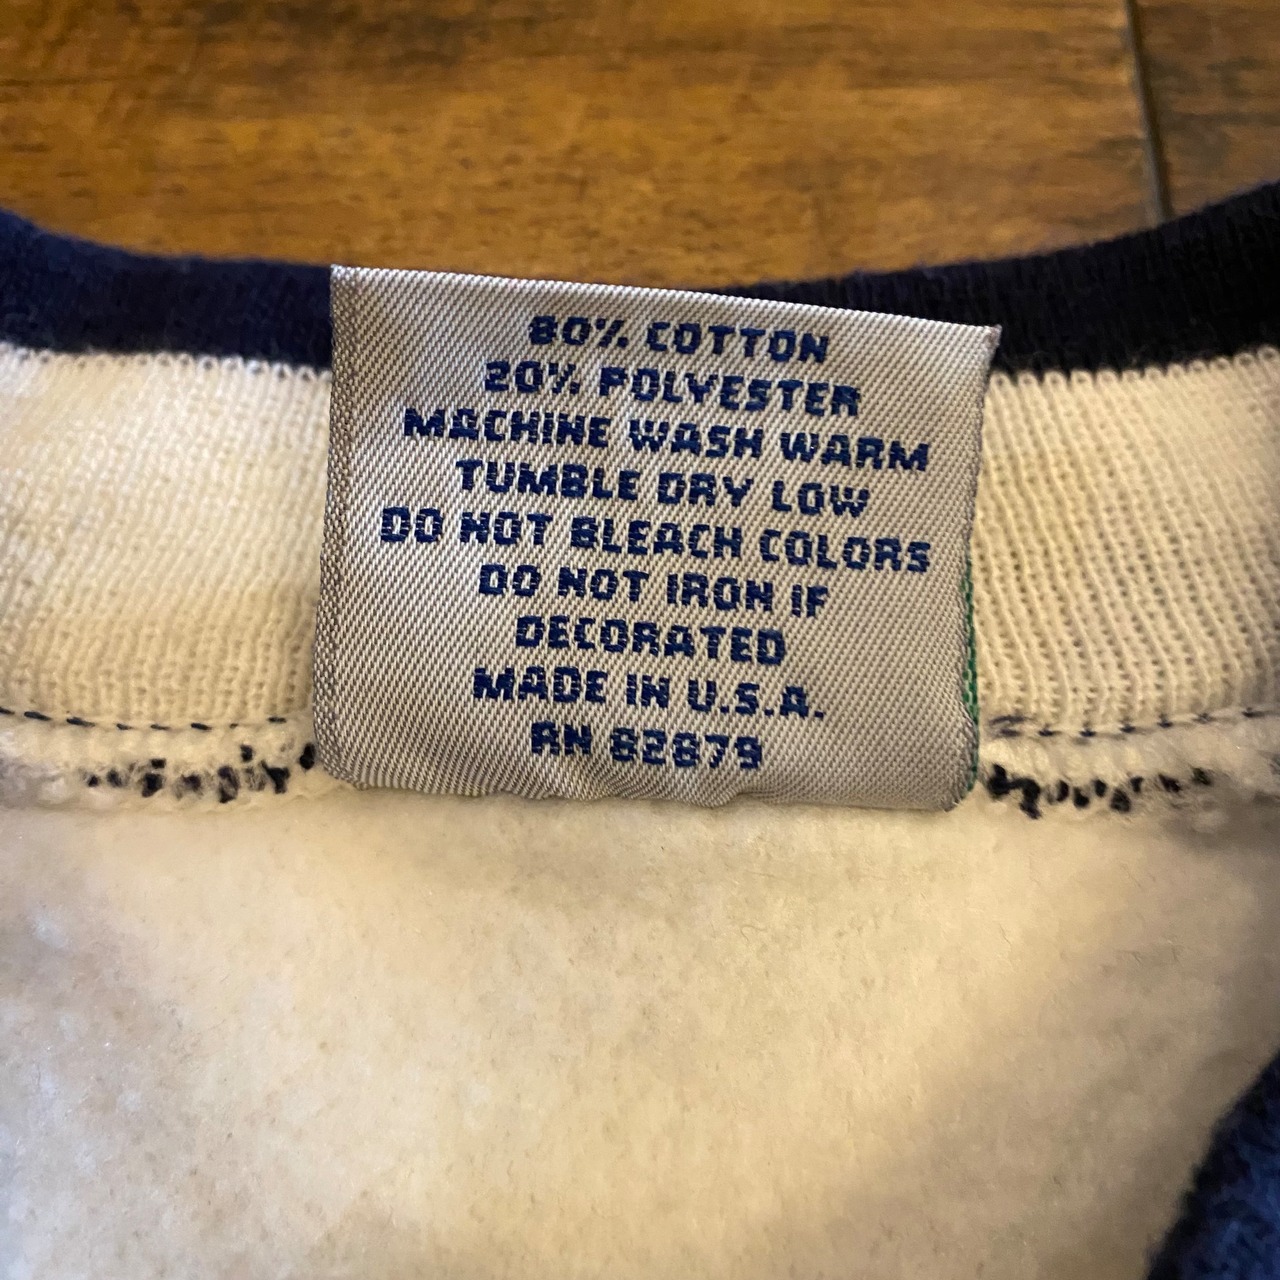 80% COTTON
20% POLYESTER
MACHINE WASH WARM
TUMBLE DRY LOW
DO NOT BLEACH COLORS
DO NOT IRON IF
DECORATED
MADE IN U.S.A.
RN 82879